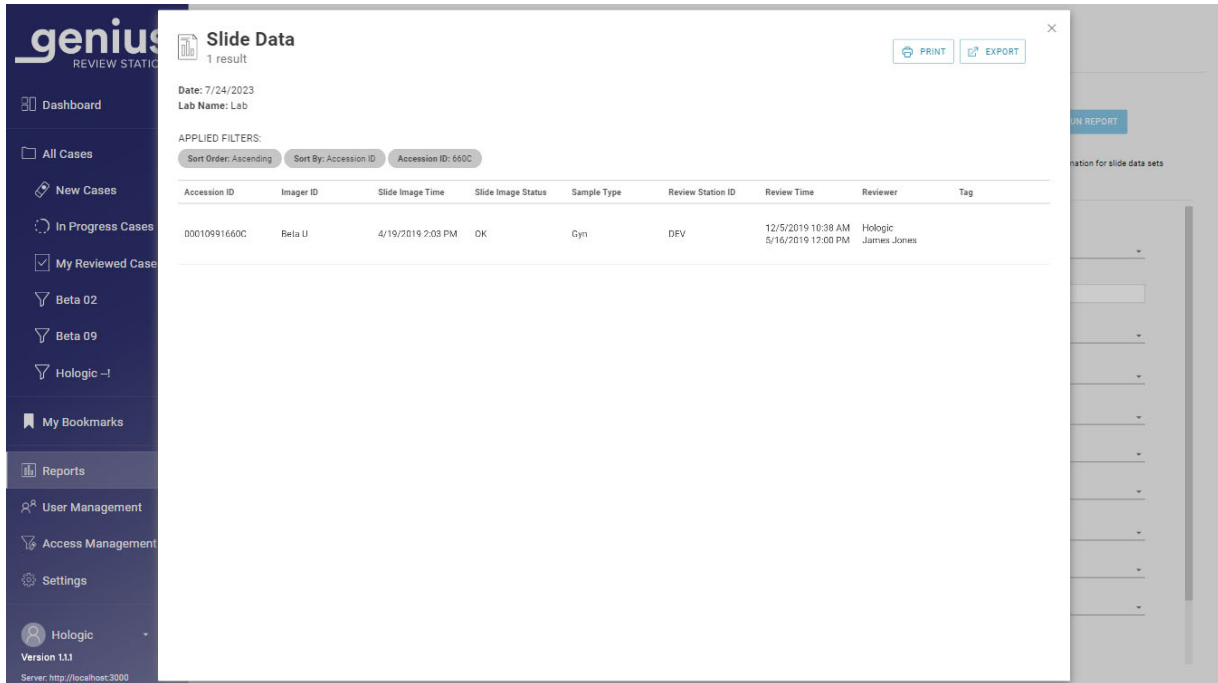 genius
REVIEW STATIO
Dashboard
All Cases
New Cases
In Progress Cases
My Reviewed Case
Beta 02
Beta 09
Hologic --!
My Bookmarks
Reports
User Management
Access Management
Settings
Hologic
Version 1.1.1
Server: http://localhost:3000
Slide Data
1 result
PRINT EXPORT
Date: 7/24/2023
Lab Name: Lab
APPLIED FILTERS:
Sort Order: Ascending Sort By: Accession ID Accession ID: 660C
Accession ID Imager ID Slide Image Time Slide Image Status Sample Type Review Station ID Review Time Reviewer Tag
00010991660C Beta U 4/19/2019 2:03 PM OK Gyn DEV 12/5/2019 10:38 AM Hologic
5/16/2019 12:00 PM James Jones
UN REPORT
nation for slide data sets